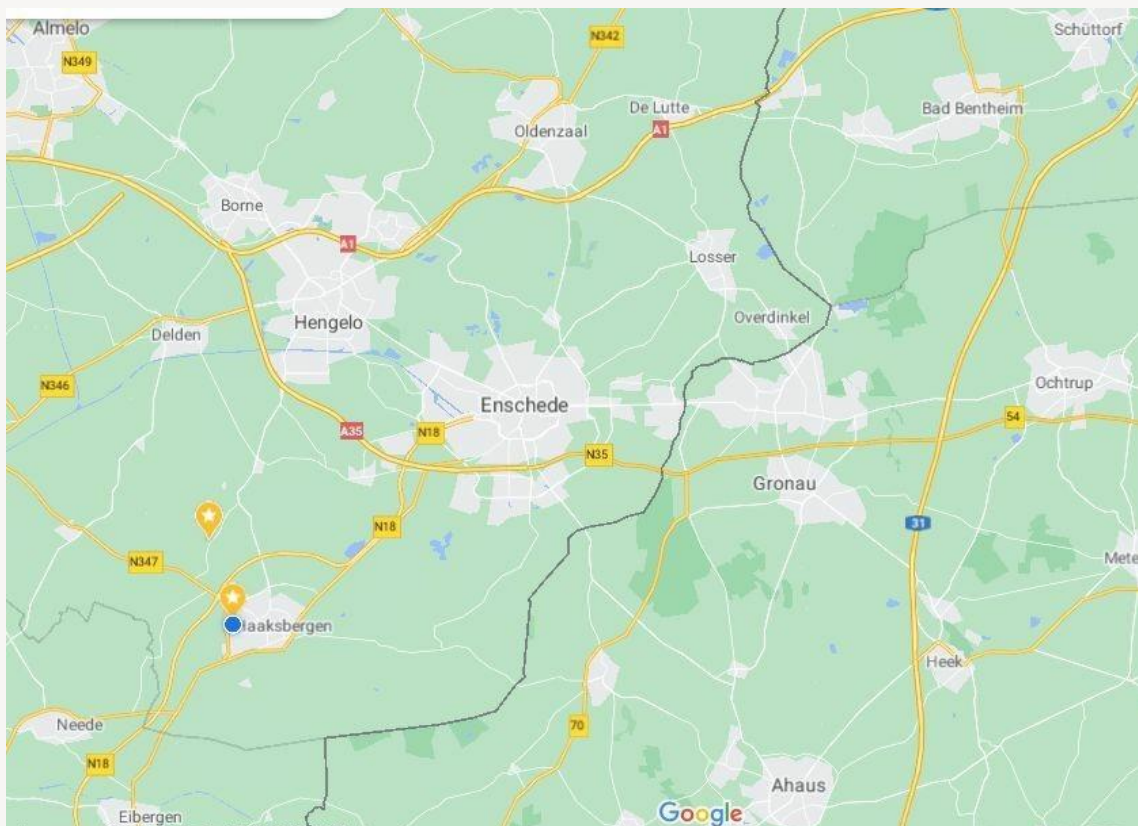 Almelo
Schüttorf
N342
N349
De Lutte
Bad Bentheim
Oldenzaal
A1
Borne
A1
Losser
Hengelo
Overdinkel
Delden
N346
Ochtrup
Enschede
54
N18
A35
N35
Gronau
31
N18
N347
Mete
Haaksbergen
Heek
Neede
70
N18
Ahaus
Eibergen
Google